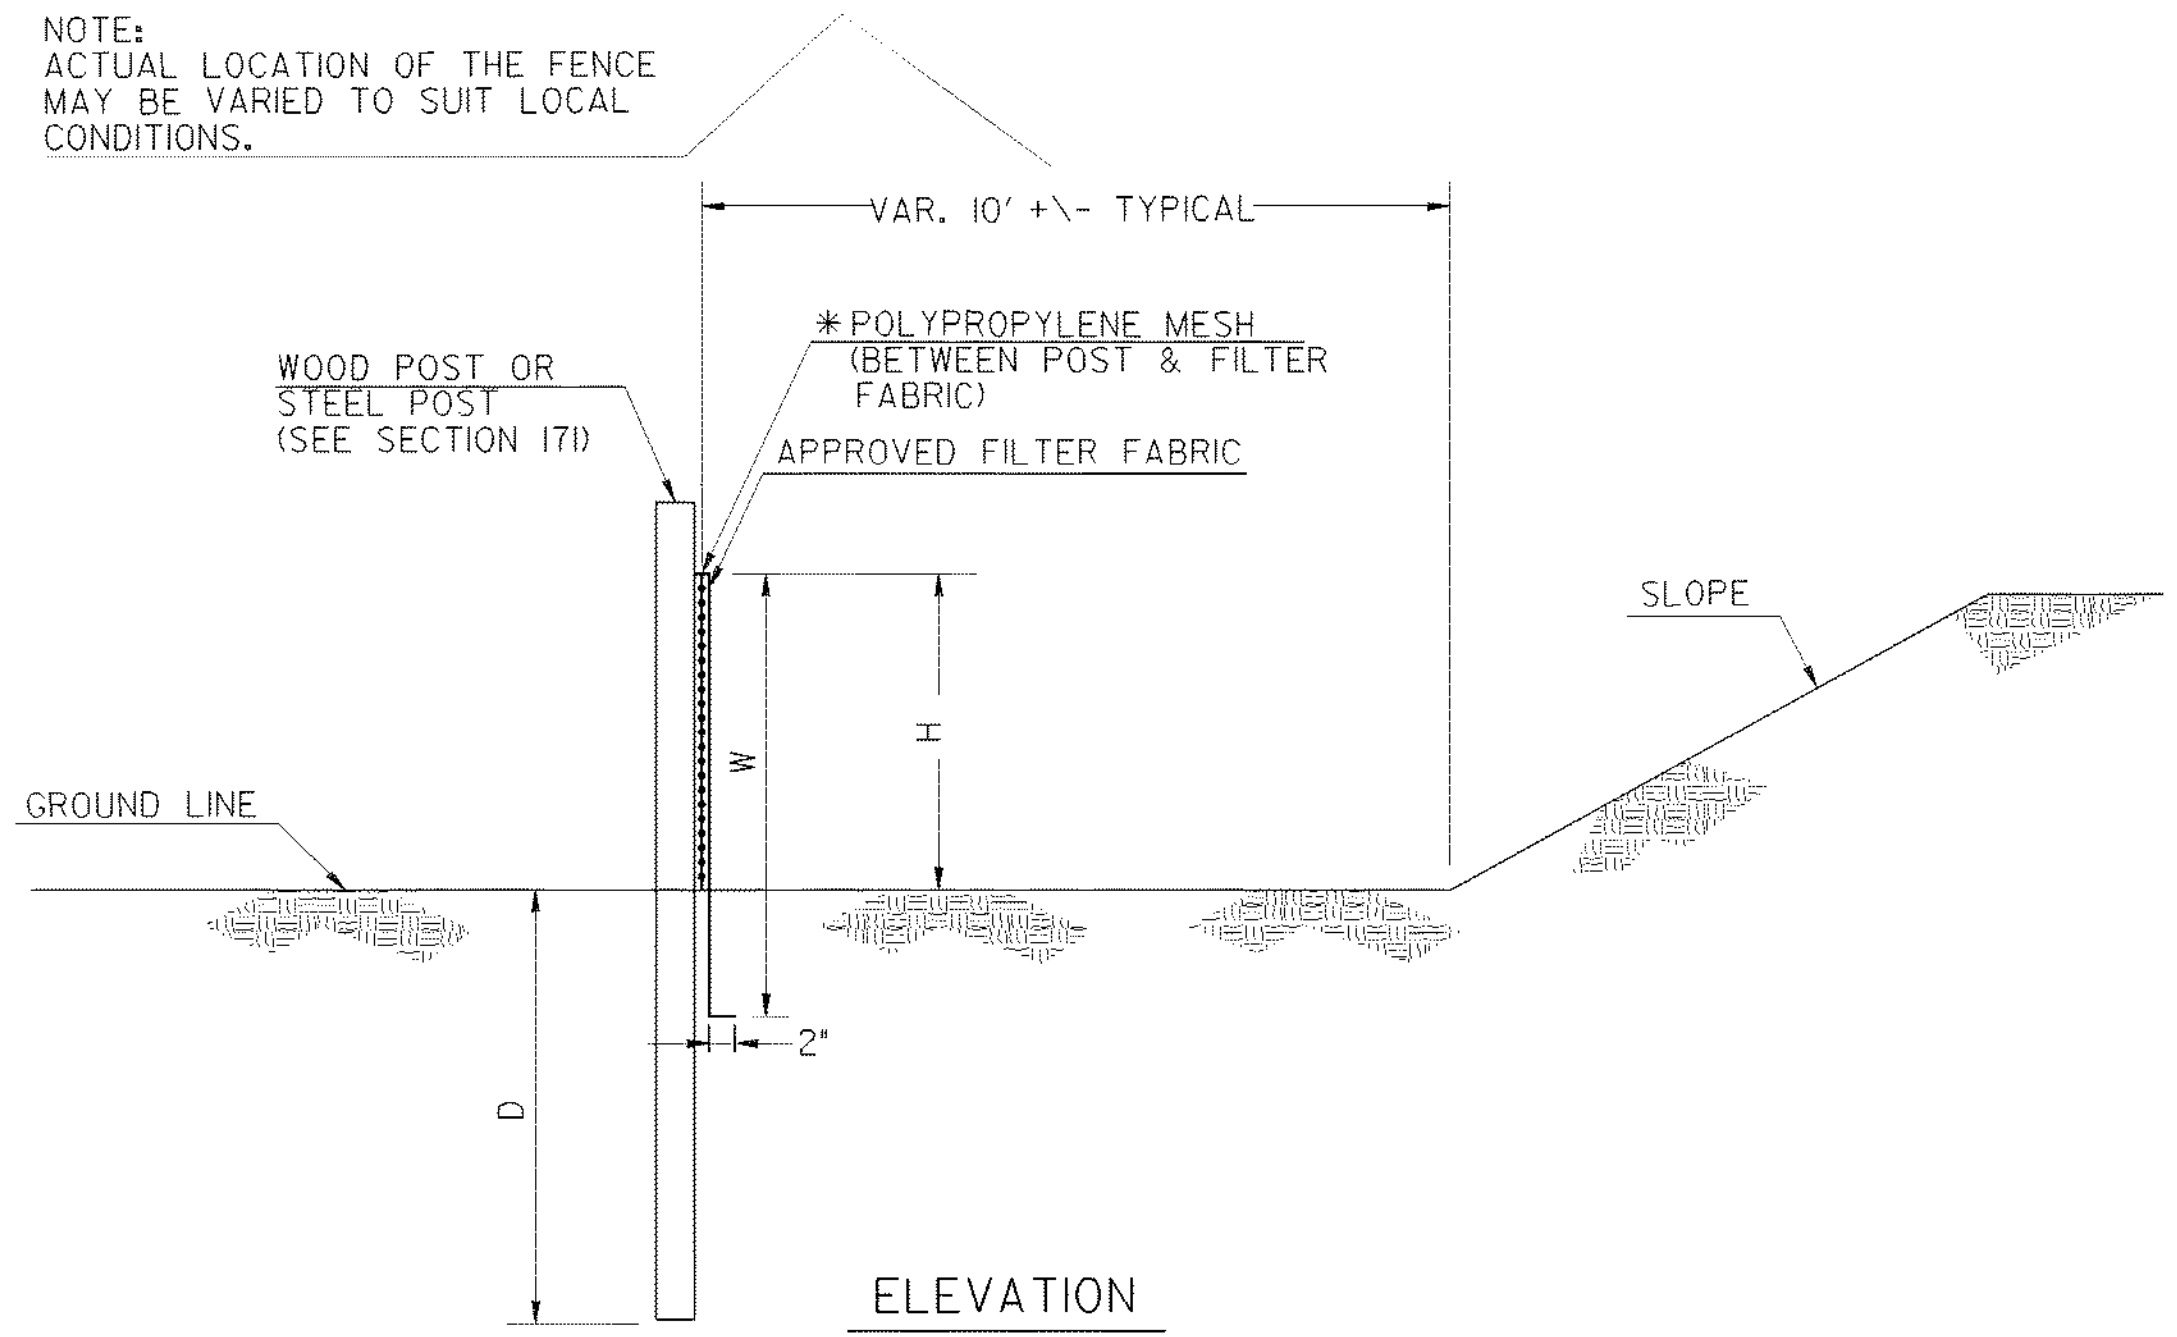 NOTE:
ACTUAL LOCATION OF THE FENCE
MAY BE VARIED TO SUIT LOCAL
CONDITIONS.
VAR. 10' +\- TYPICAL
* POLYPROPYLENE MESH
(BETWEEN POST & FILTER
FABRIC)
WOOD POST OR
STEEL POST
(SEE SECTION 171)
APPROVED FILTER FABRIC
SLOPE
H
W
GROUND LINE
2"
D
ELEVATION